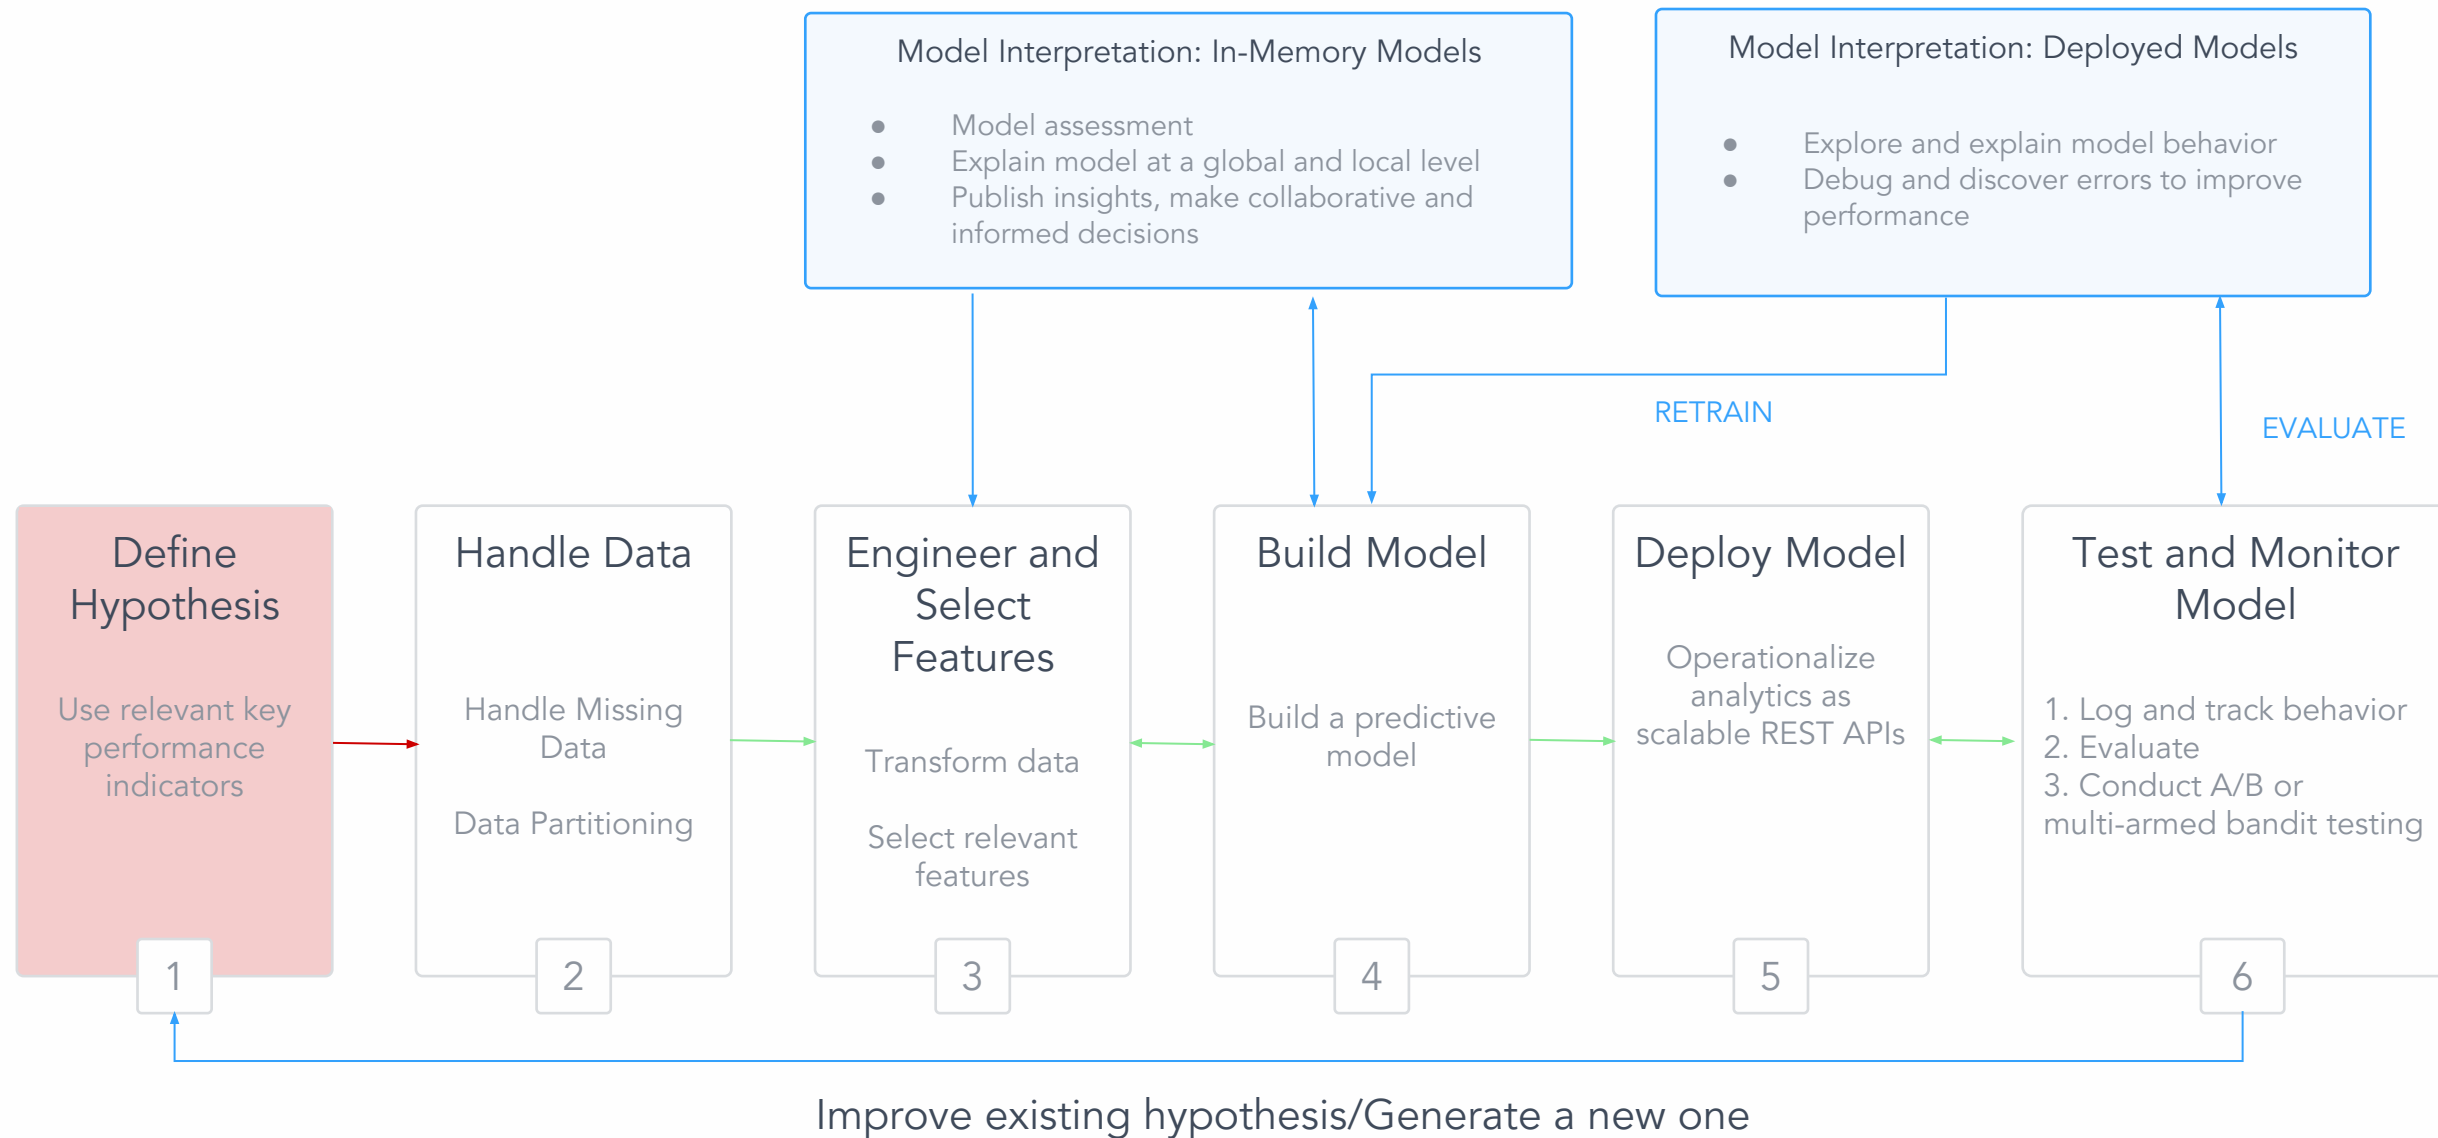 Model Interpretation: In-Memory Models
● Model assessment
● Explain model at a global and local level
● Publish insights, make collaborative and
informed decisions
Model Interpretation: Deployed Models
● Explore and explain model behavior
● Debug and discover errors to improve
performance
RETRAIN
EVALUATE
Define
Hypothesis
Use relevant key
performance
indicators
1
Handle Data
Handle Missing
Data
Data Partitioning
2
Engineer and
Select
Features
Transform data
Select relevant
features
3
Build Model
Build a predictive
model
4
Deploy Model
Operationalize
analytics as
scalable REST APIs
5
Test and Monitor
Model
1. Log and track behavior
2. Evaluate
3. Conduct A/B or
multi-armed bandit testing
6
Improve existing hypothesis/Generate a new one